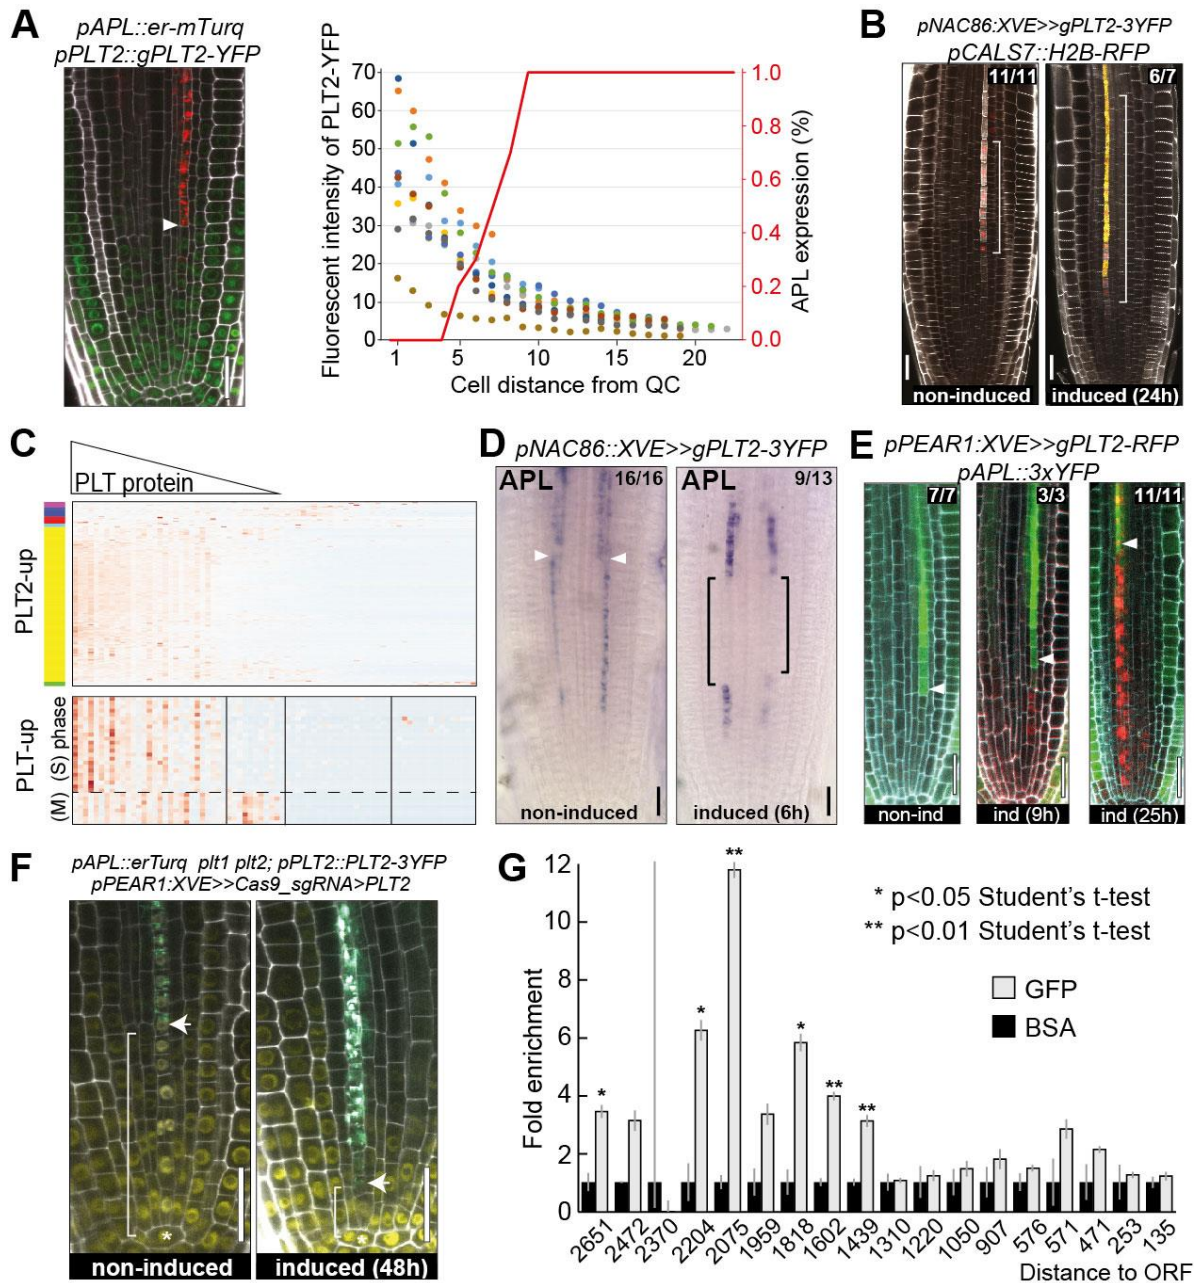 A
pAPL::er-mTurq
pPLT2::gPLT2-YFP
Fluorescent intensity of PLT2-YFP
70
60
50
40
30
20
10
0
1 5 10 15 20
Cell distance from QC
1.0
0.8
0.6
0.4
0.2
0.0
APL expression (%)
B
pNAC86:XVE>>gPLT2-3YFP
pCALS7::H2B-RFP
11/11
6/7
non-induced
induced (24h)
C
PLT protein
PLT2-up
PLT-up
(M) (S) phase
D
pNAC86::XVE>>gPLT2-3YFP
APL 16/16
APL 9/13
non-induced
induced (6h)
E
pPEAR1:XVE>>gPLT2-RFP
pAPL::3xYFP
7/7
3/3
11/11
non-ind
ind (9h)
ind (25h)
F
pAPL::erTurq plt1 plt2; pPLT2::PLT2-3YFP
pPEAR1:XVE>>Cas9_sgRNA>PLT2
*
*
non-induced
induced (48h)
G
Fold enrichment
12
10
8
6
4
2
0
* * ** * ** **
* p<0.05 Student's t-test
** p<0.01 Student's t-test
GFP
BSA
2651 2472 2370 2204 2075 1959 1818 1602 1439 1310 1220 1050 907 576 571 471 253 135
Distance to ORF